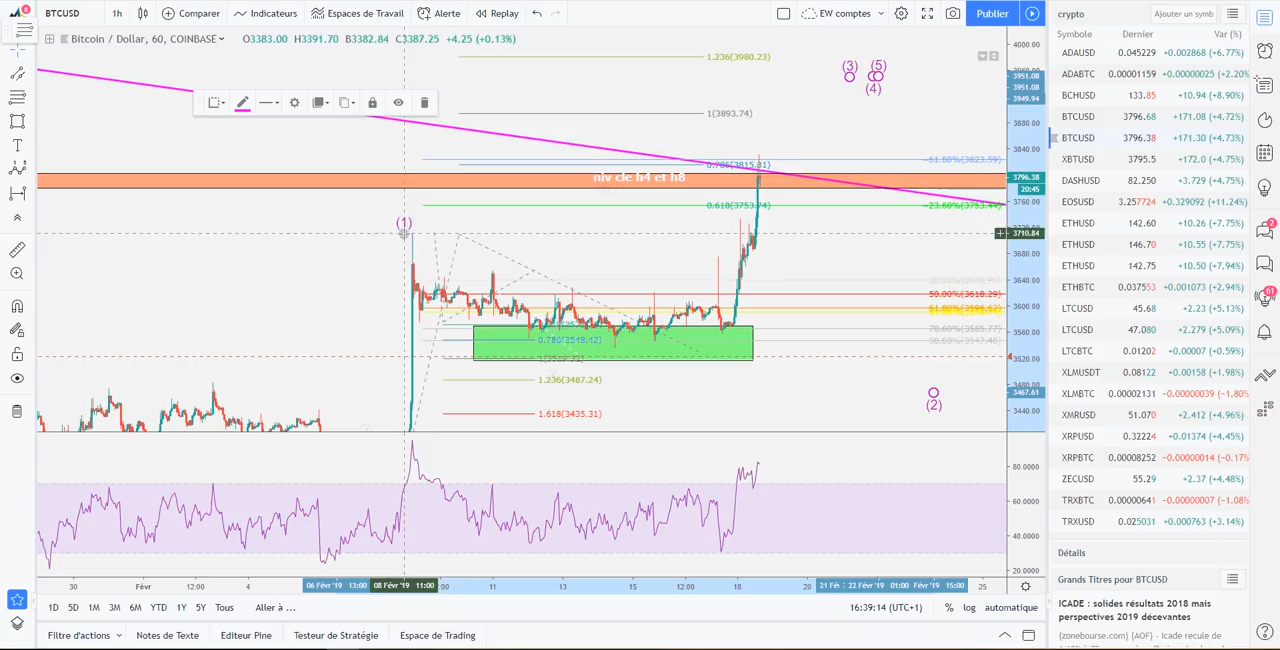 8
BTCUSD 1h Comparer Indicateurs Espaces de Travail Alerte Replay EW comptes Publier
Bitcoin / Dollar, 60, COINBASE O3383.00 H3391.70 B3382.84 C3387.25 +4.25 (+0.13%)
1.236(3980.23)
1(3893.74)
-61.80%(3823.59)
0.786(3815.31)
niv cle h4 et h8
0.618(3753.74)
-23.60%(3753.44)
(1)
(3)
(5)
(4)
50.00%(3618.29)
61.80%(3596.62)
78.60%(3565.77)
0.786(3548.42)
1.236(3487.24)
1.618(3435.31)
(2)
4000.00
3951.08
3951.08
3949.94
3880.00
3840.00
3796.38
20:45
3760.00
3710.84
3640.00
3600.00
3560.00
3520.00
3480.00
3467.61
3440.00
80.0000
60.0000
40.0000
20.0000
30 Févr 12:00 4 06 Févr '19 13:00 08 Févr '19 11:00 :00 11 13 15 12:00 18 20 21 Fé 22 Févr '19 01:00 Févr '19 15:00 25
1D 5D 1M 3M 6M YTD 1Y 5Y Tous Aller à ... 16:39:14 (UTC+1) % log automatique
Filtre d'actions Notes de Texte Editeur Pine Testeur de Stratégie Espace de Trading
crypto Ajouter un symb
Symbole Dernier Var (%)
ADAUSD 0.045229 +0.002868 (+6.77%)
ADABTC 0.00001159 +0.00000025 (+2.20%
BCHUSD 133.85 +10.94 (+8.90%)
BTCUSD 3796.68 +171.08 (+4.72%)
BTCUSD 3796.38 +171.30 (+4.73%)
XBTUSD 3795.5 +172.0 (+4.75%)
DASHUSD 82.250 +3.729 (+4.75%)
EOSUSD 3.257724 +0.329092 (+11.24%)
ETHUSD 142.60 +10.26 (+7.75%)
ETHUSD 146.70 +10.55 (+7.75%)
ETHUSD 142.75 +10.50 (+7.94%)
ETHBTC 0.037553 +0.001073 (+2.94%)
LTCUSD 45.68 +2.23 (+5.13%)
LTCUSD 47.080 +2.279 (+5.09%)
LTCBTC 0.01202 +0.00007 (+0.59%)
XLMUSDT 0.08122 +0.00158 (+1.98%)
XLMBTC 0.00002131 −0.00000039 (−1.80%
XMRUSD 51.070 +2.412 (+4.96%)
XRPUSD 0.32224 +0.01374 (+4.45%)
XRPBTC 0.00008252 −0.00000014 (−0.17%
ZECUSD 55.29 +2.37 (+4.48%)
TRXBTC 0.00000641 −0.00000007 (−1.08%
TRXUSD 0.025031 +0.000763 (+3.14%)
Détails
Grands Titres pour BTCUSD
ICADE : solides résultats 2018 mais
perspectives 2019 décevantes
(zonebourse.com) (AOF) - Icade recule de
2
61